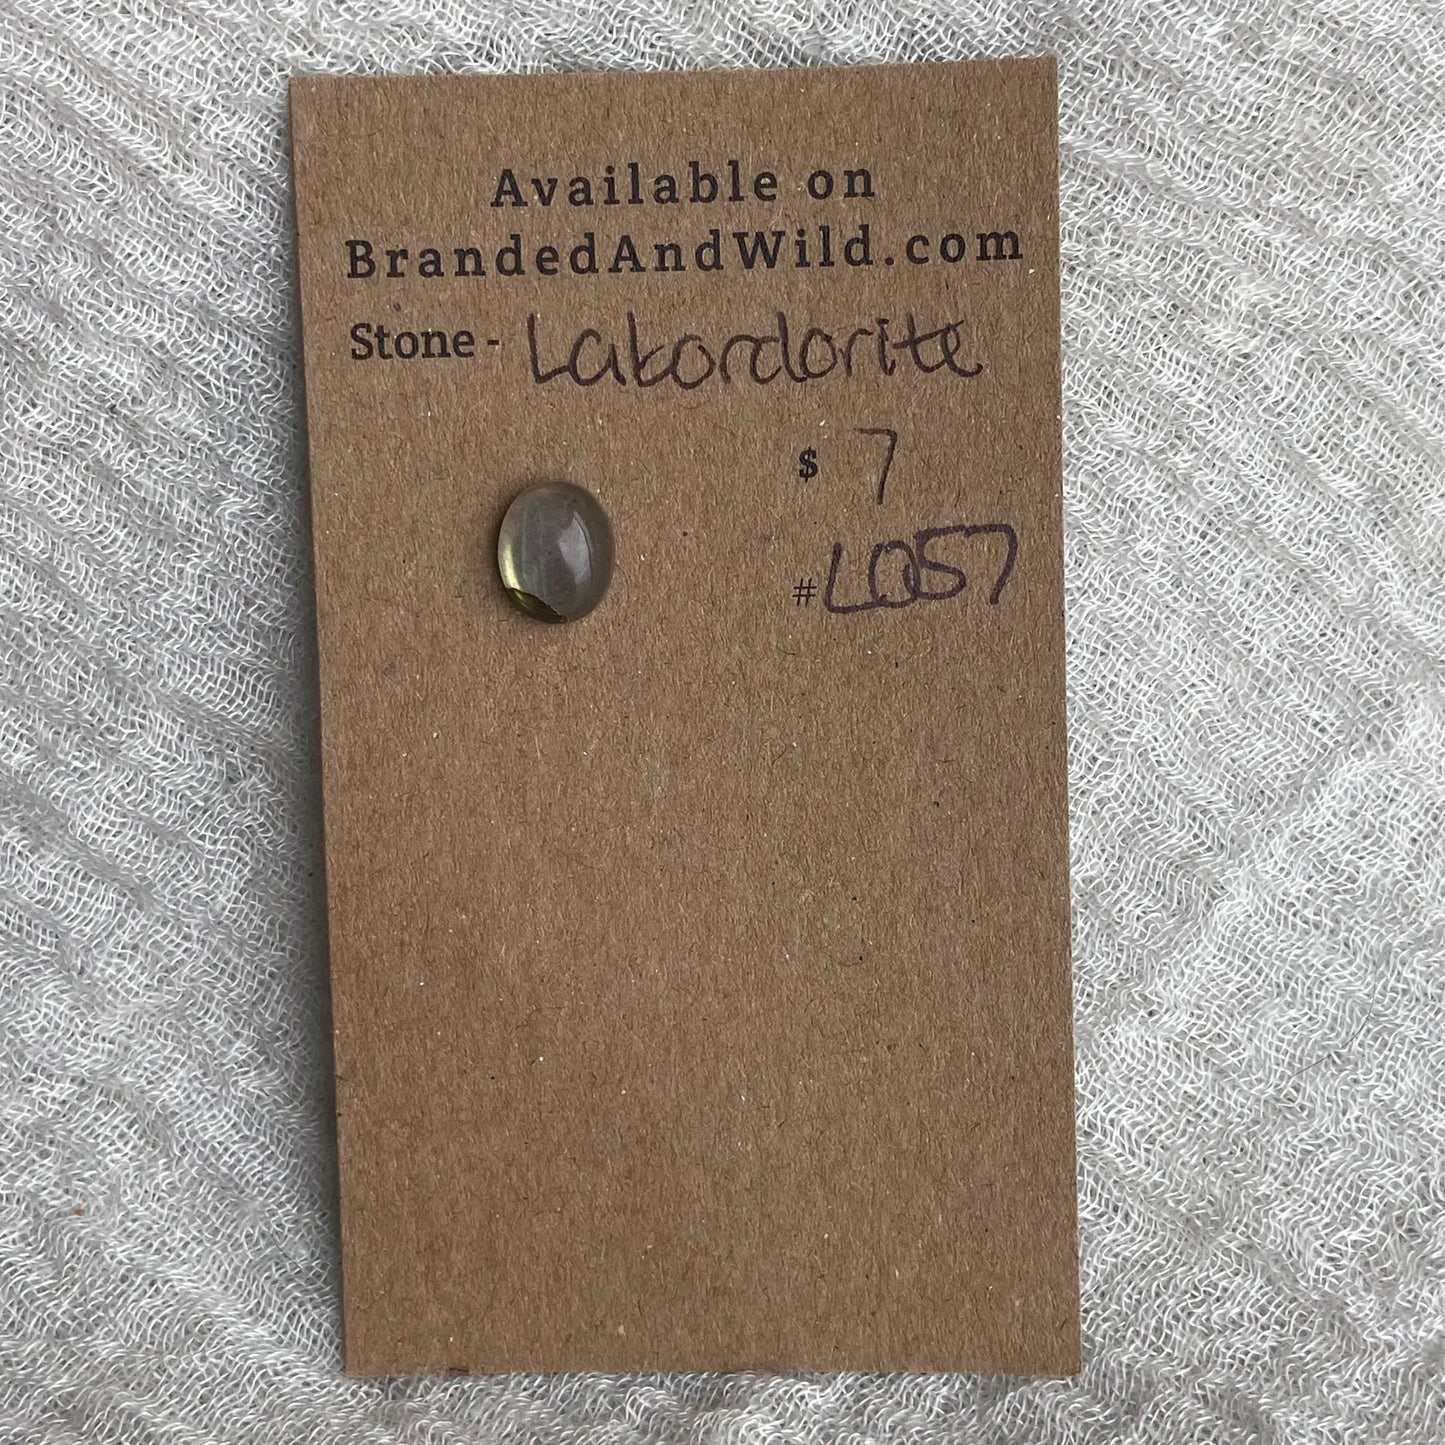 Available on
BrandedAndWild.com
Stone - Labordorite
$ 7
#L057